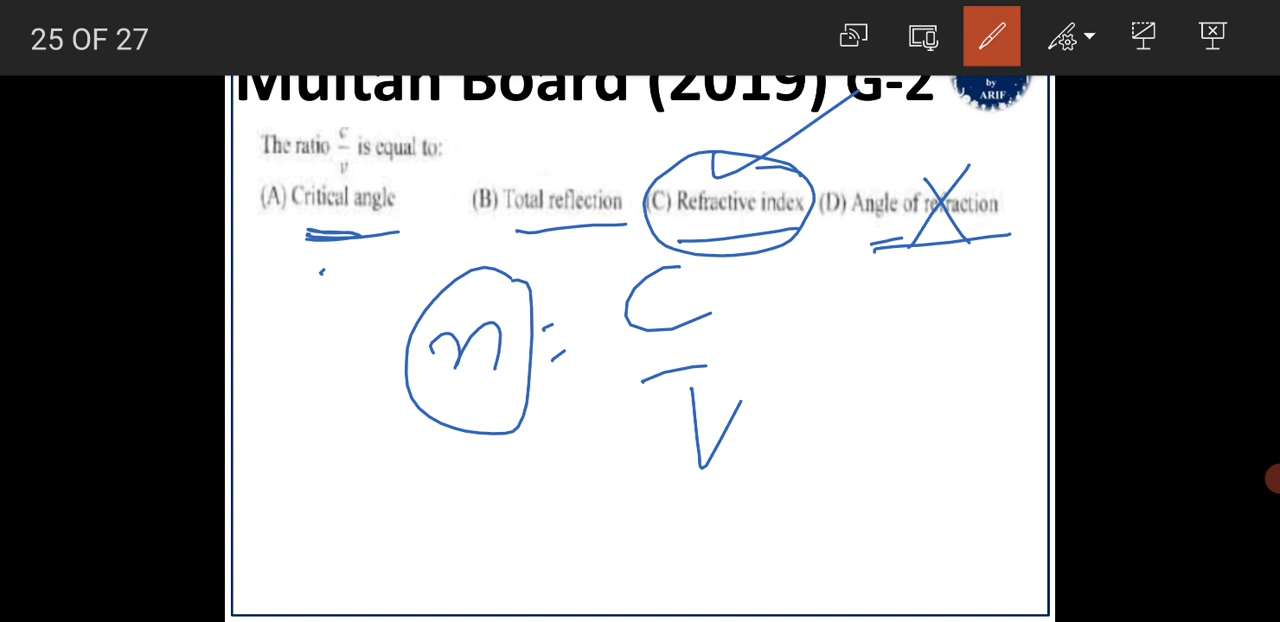 25 OF 27
Multan Board (2019) G-2
by
ARIF
The ratio c/v is equal to:
(A) Critical angle (B) Total reflection (C) Refractive index (D) Angle of refraction
n = C/V